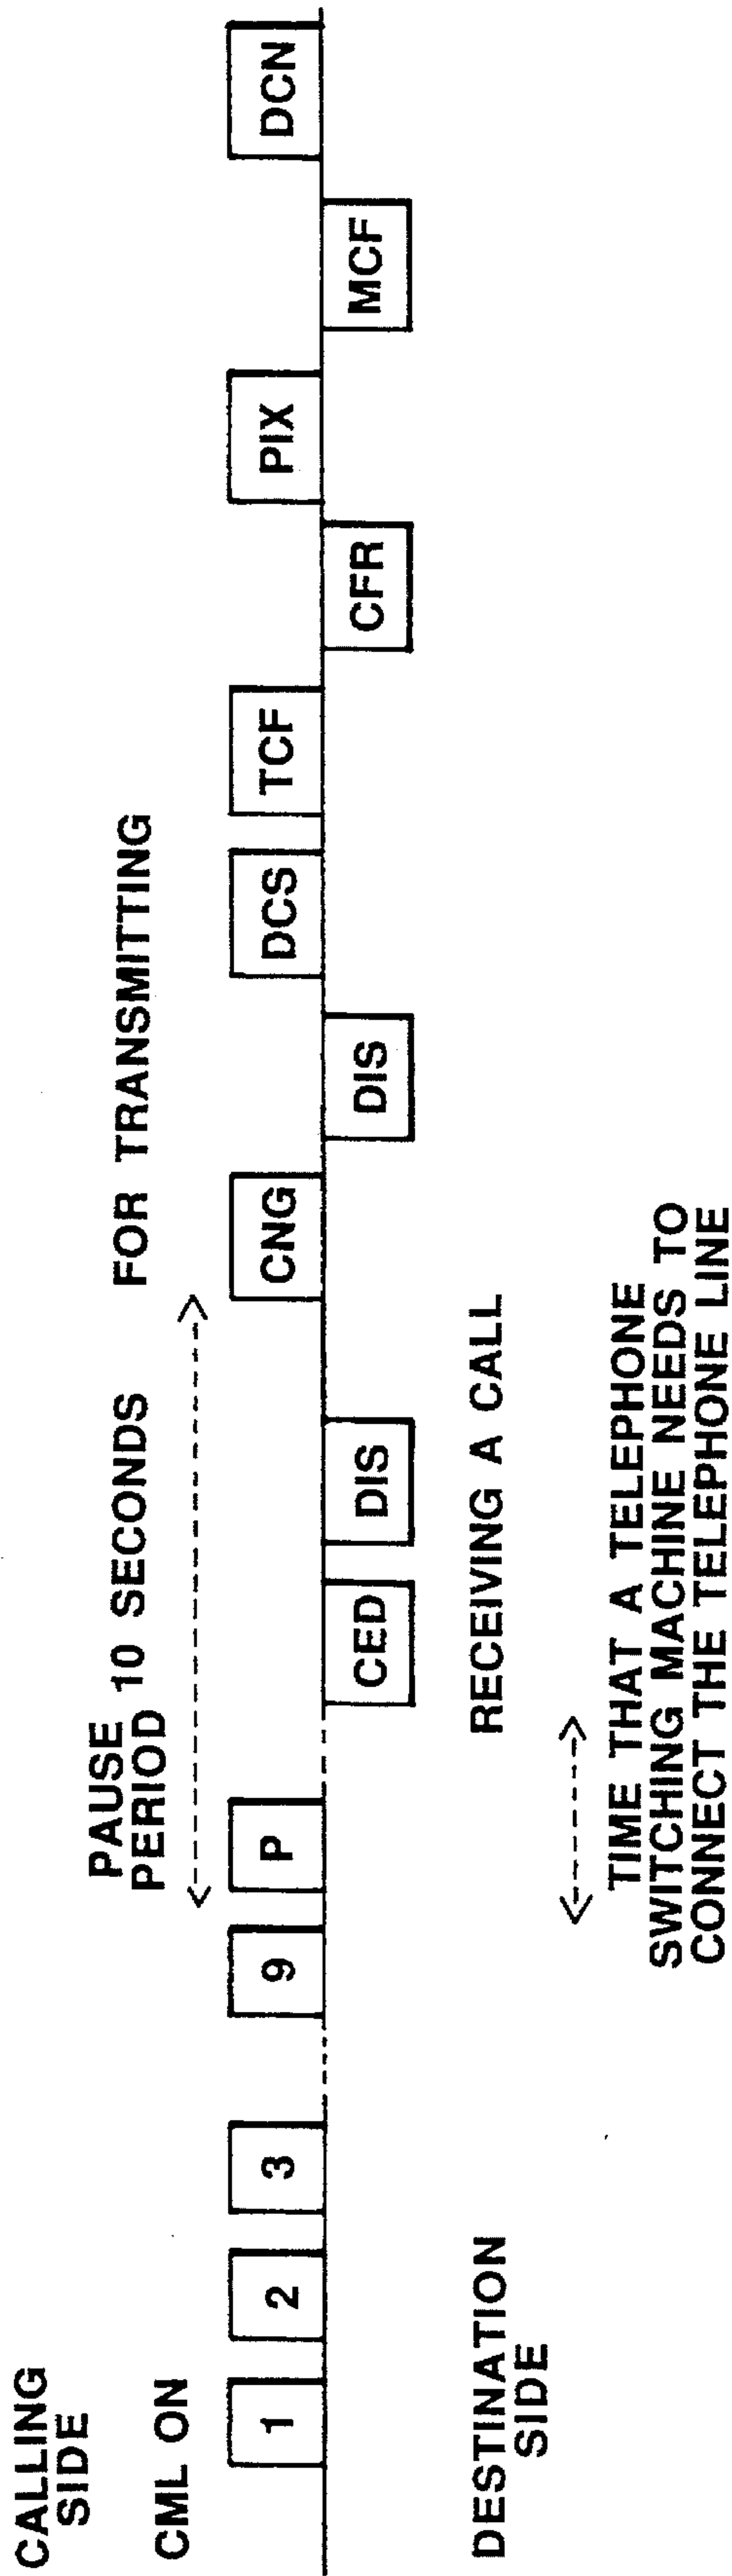 CALLING
SIDE
CML ON
PAUSE
PERIOD 10 SECONDS
FOR TRANSMITTING
1 2 3 9 P CNG DCS TCF PIX DCN
CED DIS DIS CFR MCF
DESTINATION
SIDE
RECEIVING A CALL
TIME THAT A TELEPHONE
SWITCHING MACHINE NEEDS TO
CONNECT THE TELEPHONE LINE